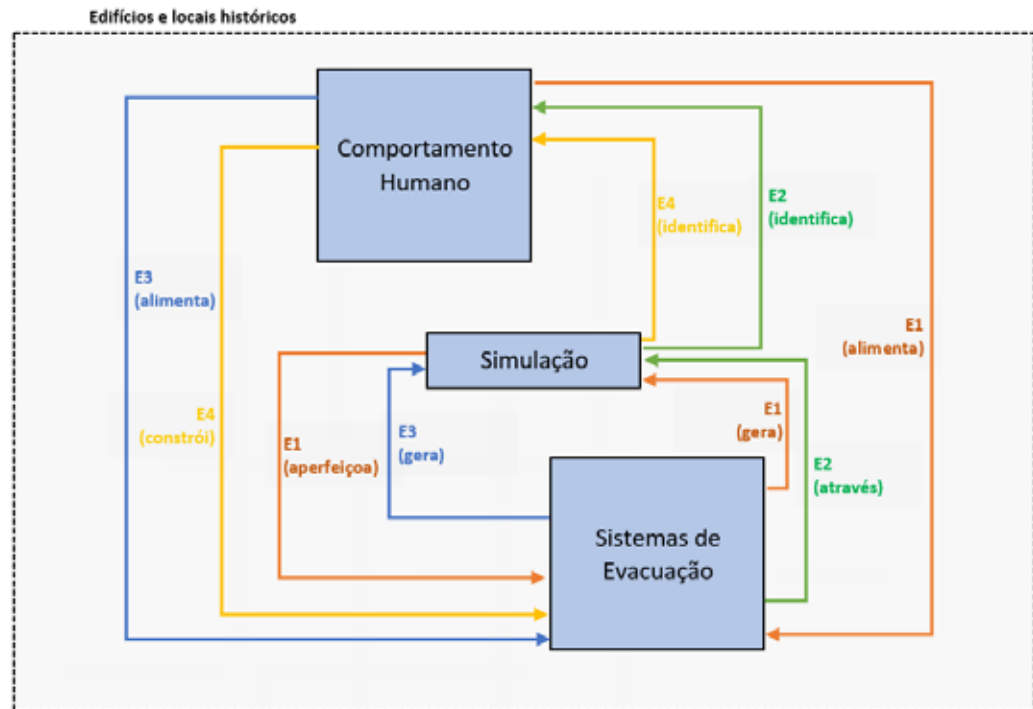 Edifícios e locais históricos
Comportamento
Humano
E4
(identifica)
E2
(identifica)
E3
(alimenta)
E1
(alimenta)
Simulação
E4
(constrói)
E1
(aperfeiçoa)
E3
(gera)
E1
(gera)
E2
(através)
Sistemas de
Evacuação